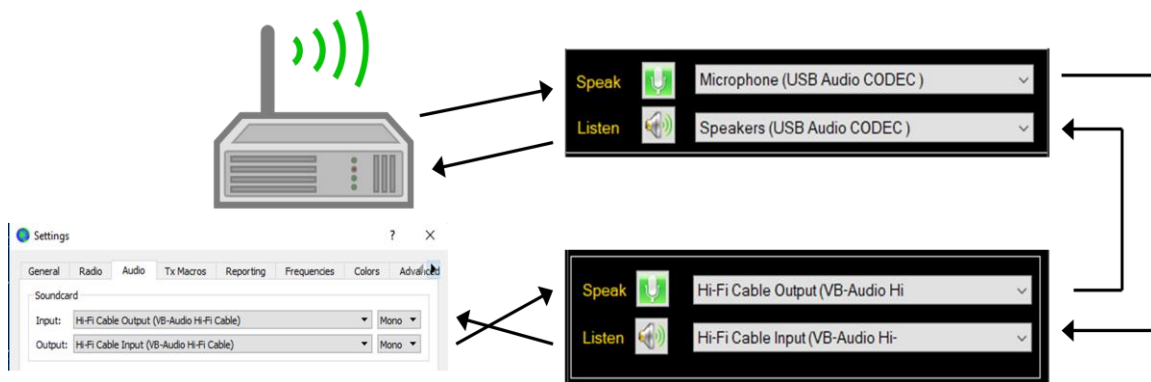 Speak Microphone (USB Audio CODEC )
Listen Speakers (USB Audio CODEC )
Settings ? X
General Radio Audio Tx Macros Reporting Frequencies Colors Advanced
Soundcard
Input: Hi-Fi Cable Output (VB-Audio Hi-Fi Cable) Mono
Output: Hi-Fi Cable Input (VB-Audio Hi-Fi Cable) Mono
Speak Hi-Fi Cable Output (VB-Audio Hi
Listen Hi-Fi Cable Input (VB-Audio Hi-